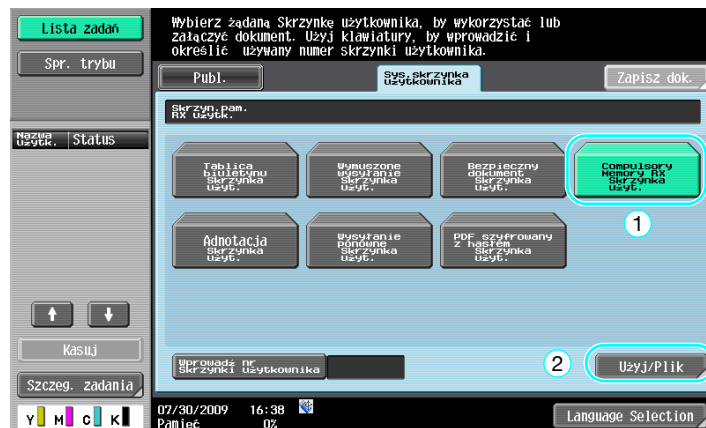 Lista zadań
Spr. trybu
Nazwa użytk.
Status
Kasuj
Szczeg. zadania
Y M C K
Wybierz żądaną Skrzynkę użytkownika, by wykorzystać lub
załączyć dokument. Użyj klawiatury, by wprowadzić i
określić używany numer skrzynki użytkownika.
Publ.
Sys.skrzynka
użytkownika
Zapisz dok.
Skrzyn.pam.
RX użytk.
Tablica
biuletynu
Skrzynka
użyt.
Wymuszone
wysyłanie
Skrzynka
użyt.
Bezpieczny
dokument
Skrzynka
użyt.
Compulsory
Memory RX
Skrzynka
użyt.
1
Adnotacja
Skrzynka
użyt.
Wysyłanie
ponowne
Skrzynka
użyt.
PDF szyfrowany
z hasłem
Skrzynka
użyt.
Wprowadź nr
Skrzynki użytkownika
2
Użyj/Plik
07/30/2009 16:38
Pamięć 0%
Language Selection